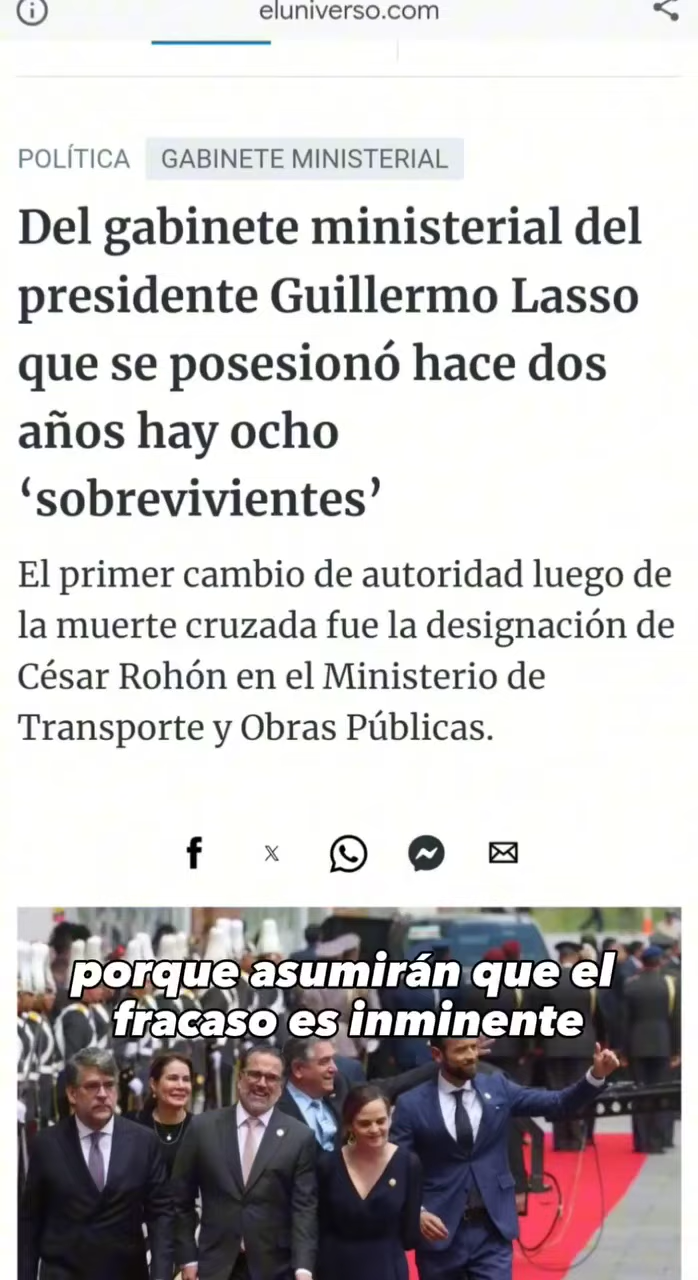 eluniverso.com
POLÍTICA GABINETE MINISTERIAL
Del gabinete ministerial del
presidente Guillermo Lasso
que se posesionó hace dos
años hay ocho
‘sobrevivientes’
El primer cambio de autoridad luego de
la muerte cruzada fue la designación de
César Rohón en el Ministerio de
Transporte y Obras Públicas.
porque asumirán que el
fracaso es inminente